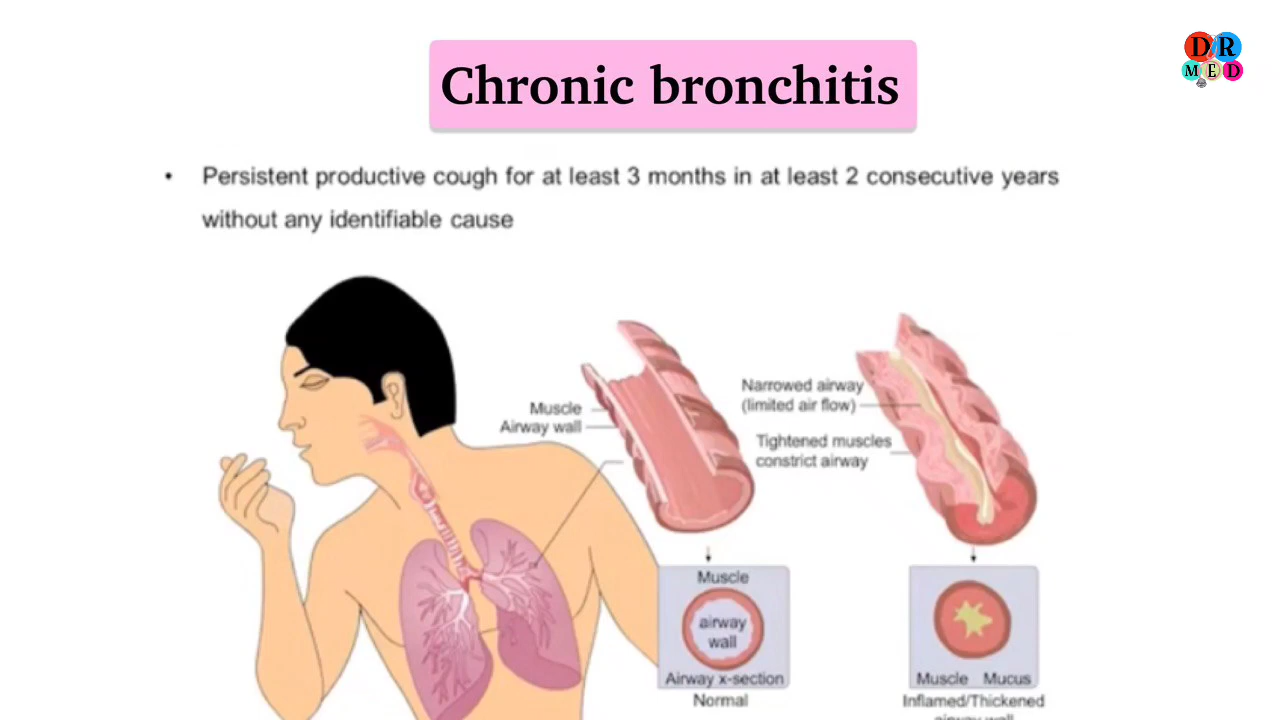 Chronic bronchitis
DR
MED
• Persistent productive cough for at least 3 months in at least 2 consecutive years
without any identifiable cause
Muscle
Airway wall
Narrowed airway
(limited air flow)
Tightened muscles
constrict airway
Muscle
airway
wall
Airway x-section
Normal
Muscle Mucus
Inflamed/Thickened
airway wall